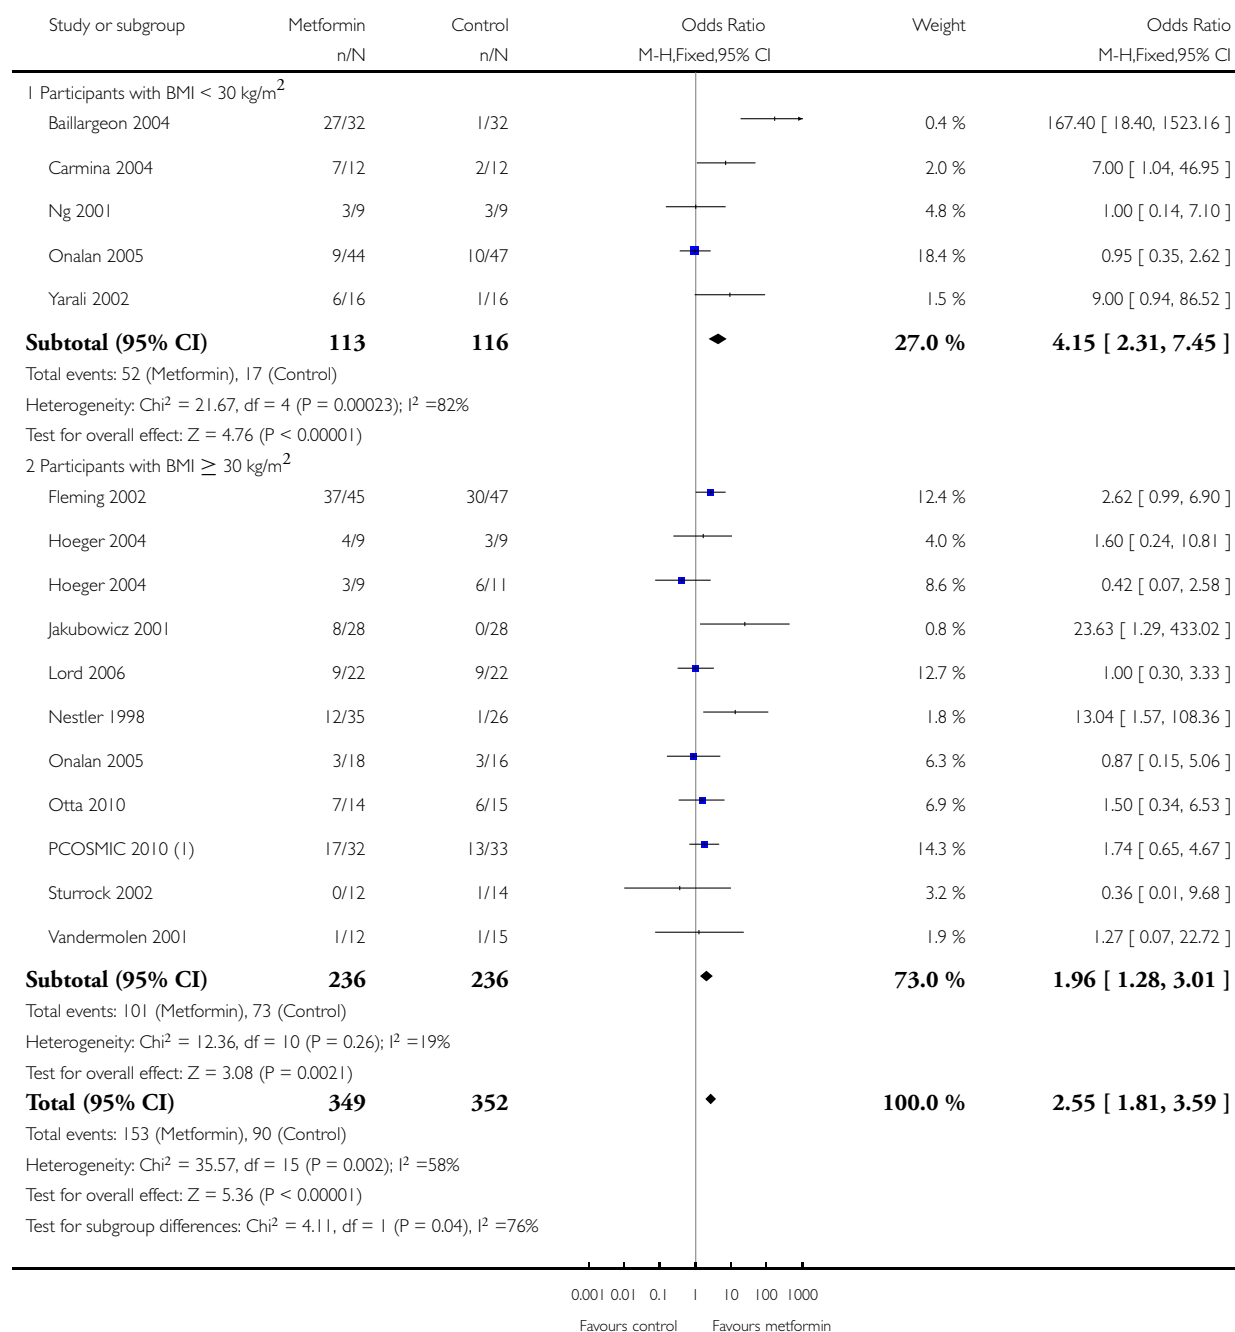 Study or subgroup Metformin Control Odds Ratio Weight Odds Ratio
n/N n/N M-H,Fixed,95% CI M-H,Fixed,95% CI
1 Participants with BMI < 30 kg/m²
Baillargeon 2004 27/32 1/32 0.4 % 167.40 [ 18.40, 1523.16 ]
Carmina 2004 7/12 2/12 2.0 % 7.00 [ 1.04, 46.95 ]
Ng 2001 3/9 3/9 4.8 % 1.00 [ 0.14, 7.10 ]
Onalan 2005 9/44 10/47 18.4 % 0.95 [ 0.35, 2.62 ]
Yarali 2002 6/16 1/16 1.5 % 9.00 [ 0.94, 86.52 ]
Subtotal (95% CI) 113 116 27.0 % 4.15 [ 2.31, 7.45 ]
Total events: 52 (Metformin), 17 (Control)
Heterogeneity: Chi² = 21.67, df = 4 (P = 0.00023); I² =82%
Test for overall effect: Z = 4.76 (P < 0.00001)
2 Participants with BMI ≥ 30 kg/m²
Fleming 2002 37/45 30/47 12.4 % 2.62 [ 0.99, 6.90 ]
Hoeger 2004 4/9 3/9 4.0 % 1.60 [ 0.24, 10.81 ]
Hoeger 2004 3/9 6/11 8.6 % 0.42 [ 0.07, 2.58 ]
Jakubowicz 2001 8/28 0/28 0.8 % 23.63 [ 1.29, 433.02 ]
Lord 2006 9/22 9/22 12.7 % 1.00 [ 0.30, 3.33 ]
Nestler 1998 12/35 1/26 1.8 % 13.04 [ 1.57, 108.36 ]
Onalan 2005 3/18 3/16 6.3 % 0.87 [ 0.15, 5.06 ]
Otta 2010 7/14 6/15 6.9 % 1.50 [ 0.34, 6.53 ]
PCOSMIC 2010 (1) 17/32 13/33 14.3 % 1.74 [ 0.65, 4.67 ]
Sturrock 2002 0/12 1/14 3.2 % 0.36 [ 0.01, 9.68 ]
Vandermolen 2001 1/12 1/15 1.9 % 1.27 [ 0.07, 22.72 ]
Subtotal (95% CI) 236 236 73.0 % 1.96 [ 1.28, 3.01 ]
Total events: 101 (Metformin), 73 (Control)
Heterogeneity: Chi² = 12.36, df = 10 (P = 0.26); I² =19%
Test for overall effect: Z = 3.08 (P = 0.0021)
Total (95% CI) 349 352 100.0 % 2.55 [ 1.81, 3.59 ]
Total events: 153 (Metformin), 90 (Control)
Heterogeneity: Chi² = 35.57, df = 15 (P = 0.002); I² =58%
Test for overall effect: Z = 5.36 (P < 0.00001)
Test for subgroup differences: Chi² = 4.11, df = 1 (P = 0.04), I² =76%
0.001 0.01 0.1 1 10 100 1000
Favours control Favours metformin